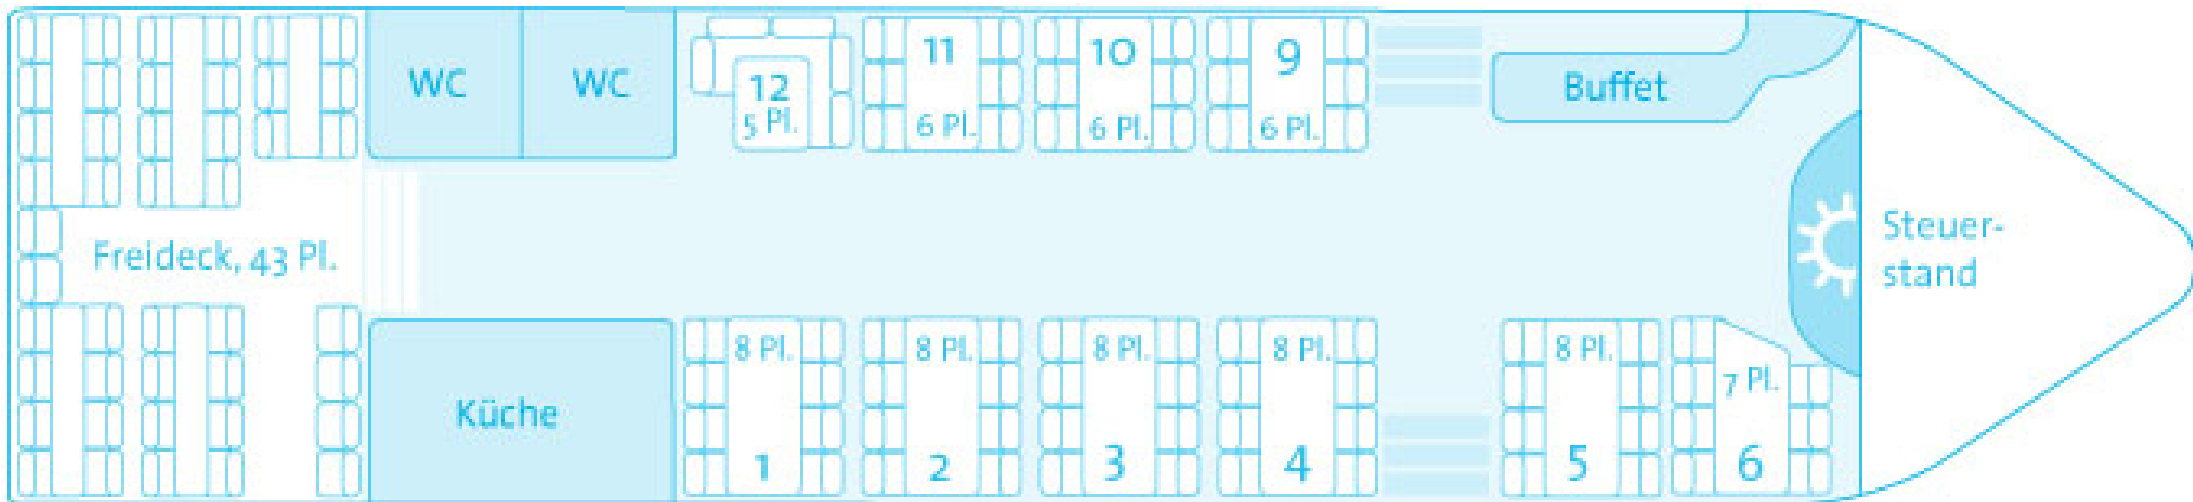 WC
WC
12
5 Pl.
11
6 Pl.
10
6 Pl.
9
6 Pl.
Buffet
Freideck, 43 Pl.
Steuer-
stand
Küche
8 Pl.
1
8 Pl.
2
8 Pl.
3
8 Pl.
4
8 Pl.
5
7 Pl.
6